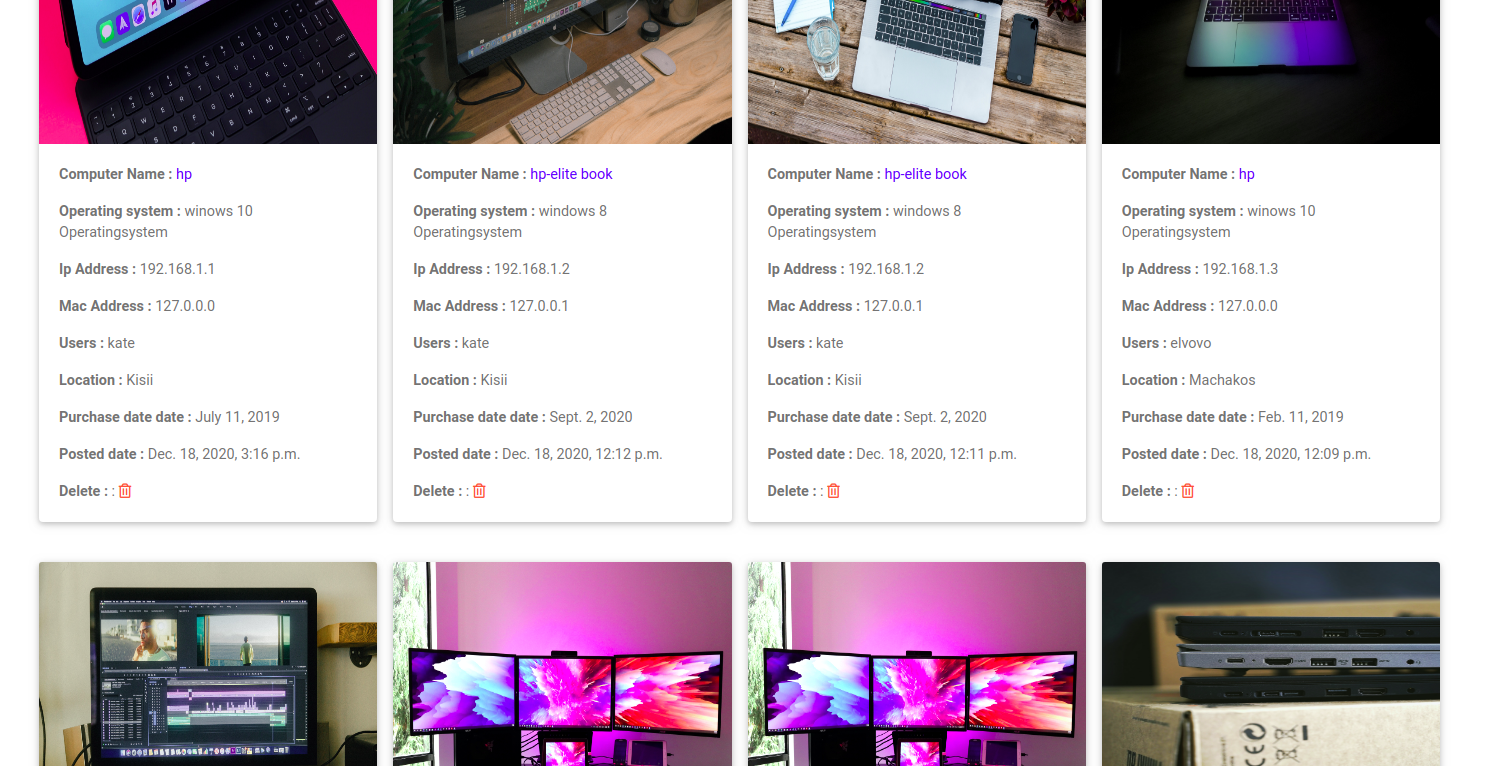 Computer Name : hp
Operating system : winows 10
Operatingsystem
Ip Address : 192.168.1.1
Mac Address : 127.0.0.0
Users : kate
Location : Kisii
Purchase date date : July 11, 2019
Posted date : Dec. 18, 2020, 3:16 p.m.
Delete : :
Computer Name : hp-elite book
Operating system : windows 8
Operatingsystem
Ip Address : 192.168.1.2
Mac Address : 127.0.0.1
Users : kate
Location : Kisii
Purchase date date : Sept. 2, 2020
Posted date : Dec. 18, 2020, 12:12 p.m.
Delete : :
Computer Name : hp-elite book
Operating system : windows 8
Operatingsystem
Ip Address : 192.168.1.2
Mac Address : 127.0.0.1
Users : kate
Location : Kisii
Purchase date date : Sept. 2, 2020
Posted date : Dec. 18, 2020, 12:11 p.m.
Delete : :
Computer Name : hp
Operating system : winows 10
Operatingsystem
Ip Address : 192.168.1.3
Mac Address : 127.0.0.0
Users : elvovo
Location : Machakos
Purchase date date : Feb. 11, 2019
Posted date : Dec. 18, 2020, 12:09 p.m.
Delete : :